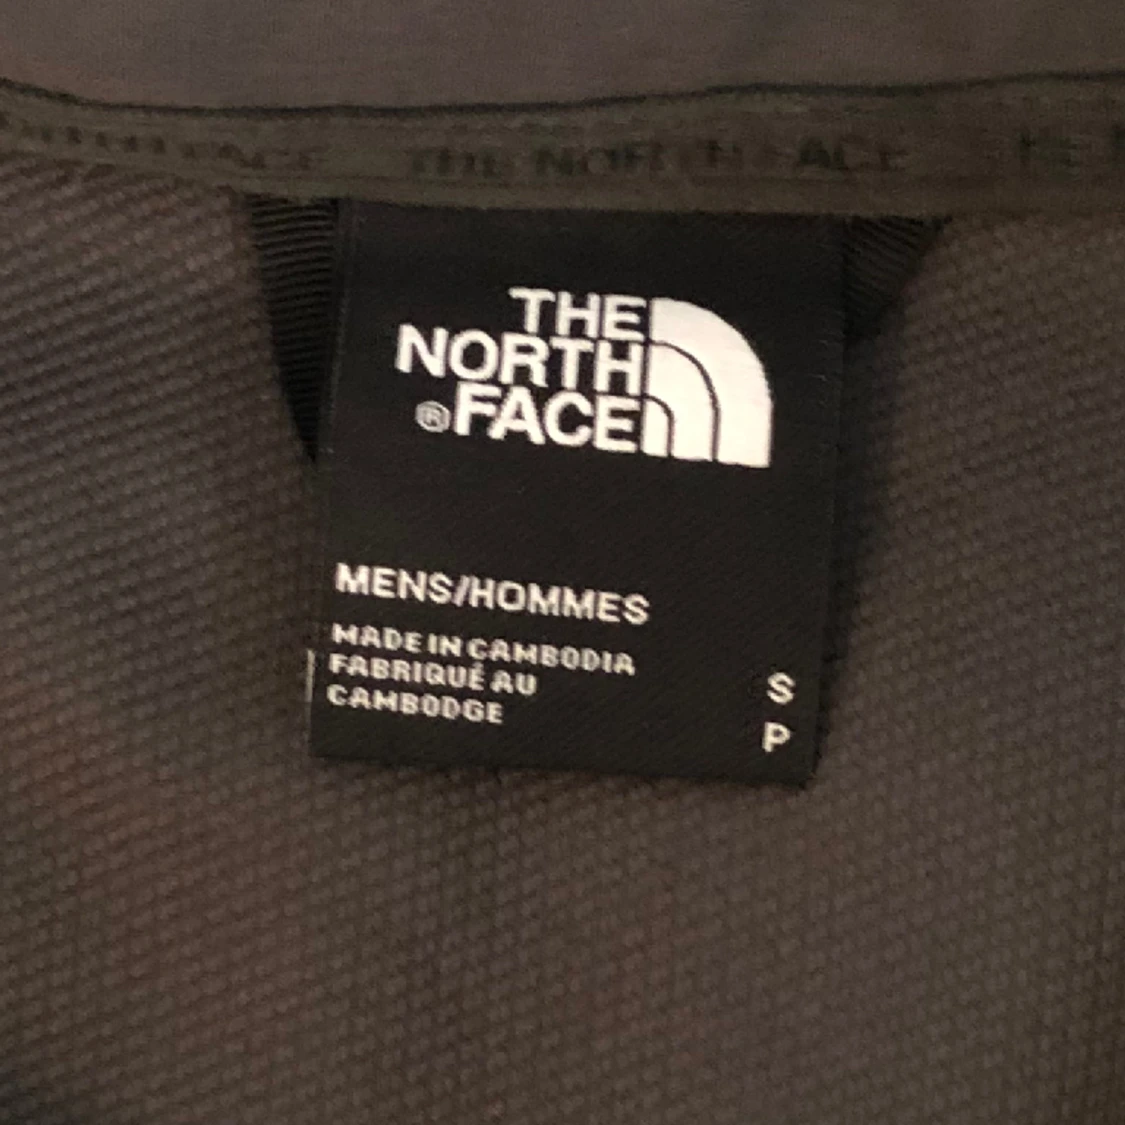 THE NORTH FACE
THE
NORTH
®FACE
MENS/HOMMES
MADE IN CAMBODIA
FABRIQUÉ AU
CAMBODGE
S
P